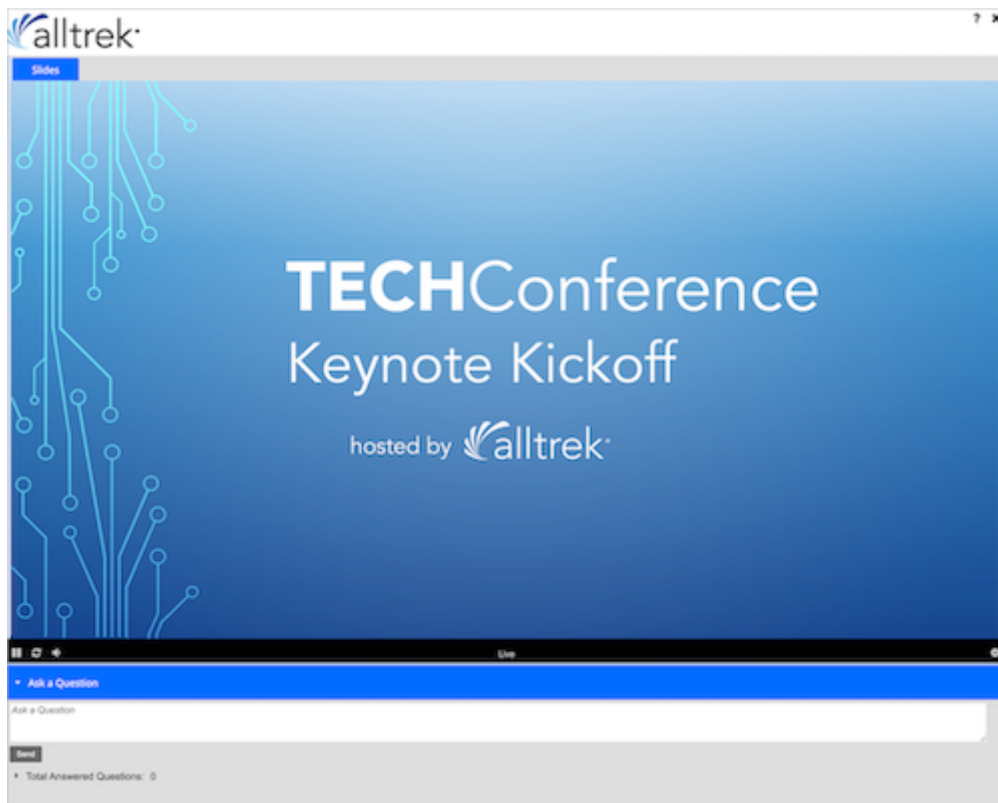 alltrek
? x
Slides
TECHConference
Keynote Kickoff
hosted by alltrek
Live
Ask a Question
Ask a Question
Send
Total Answered Questions: 0